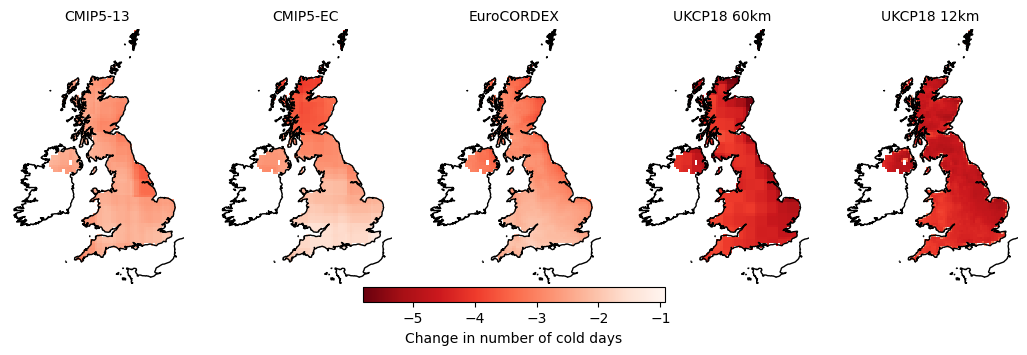 CMIP5-13 CMIP5-EC EuroCORDEX UKCP18 60km UKCP18 12km
−5 −4 −3 −2 −1
Change in number of cold days